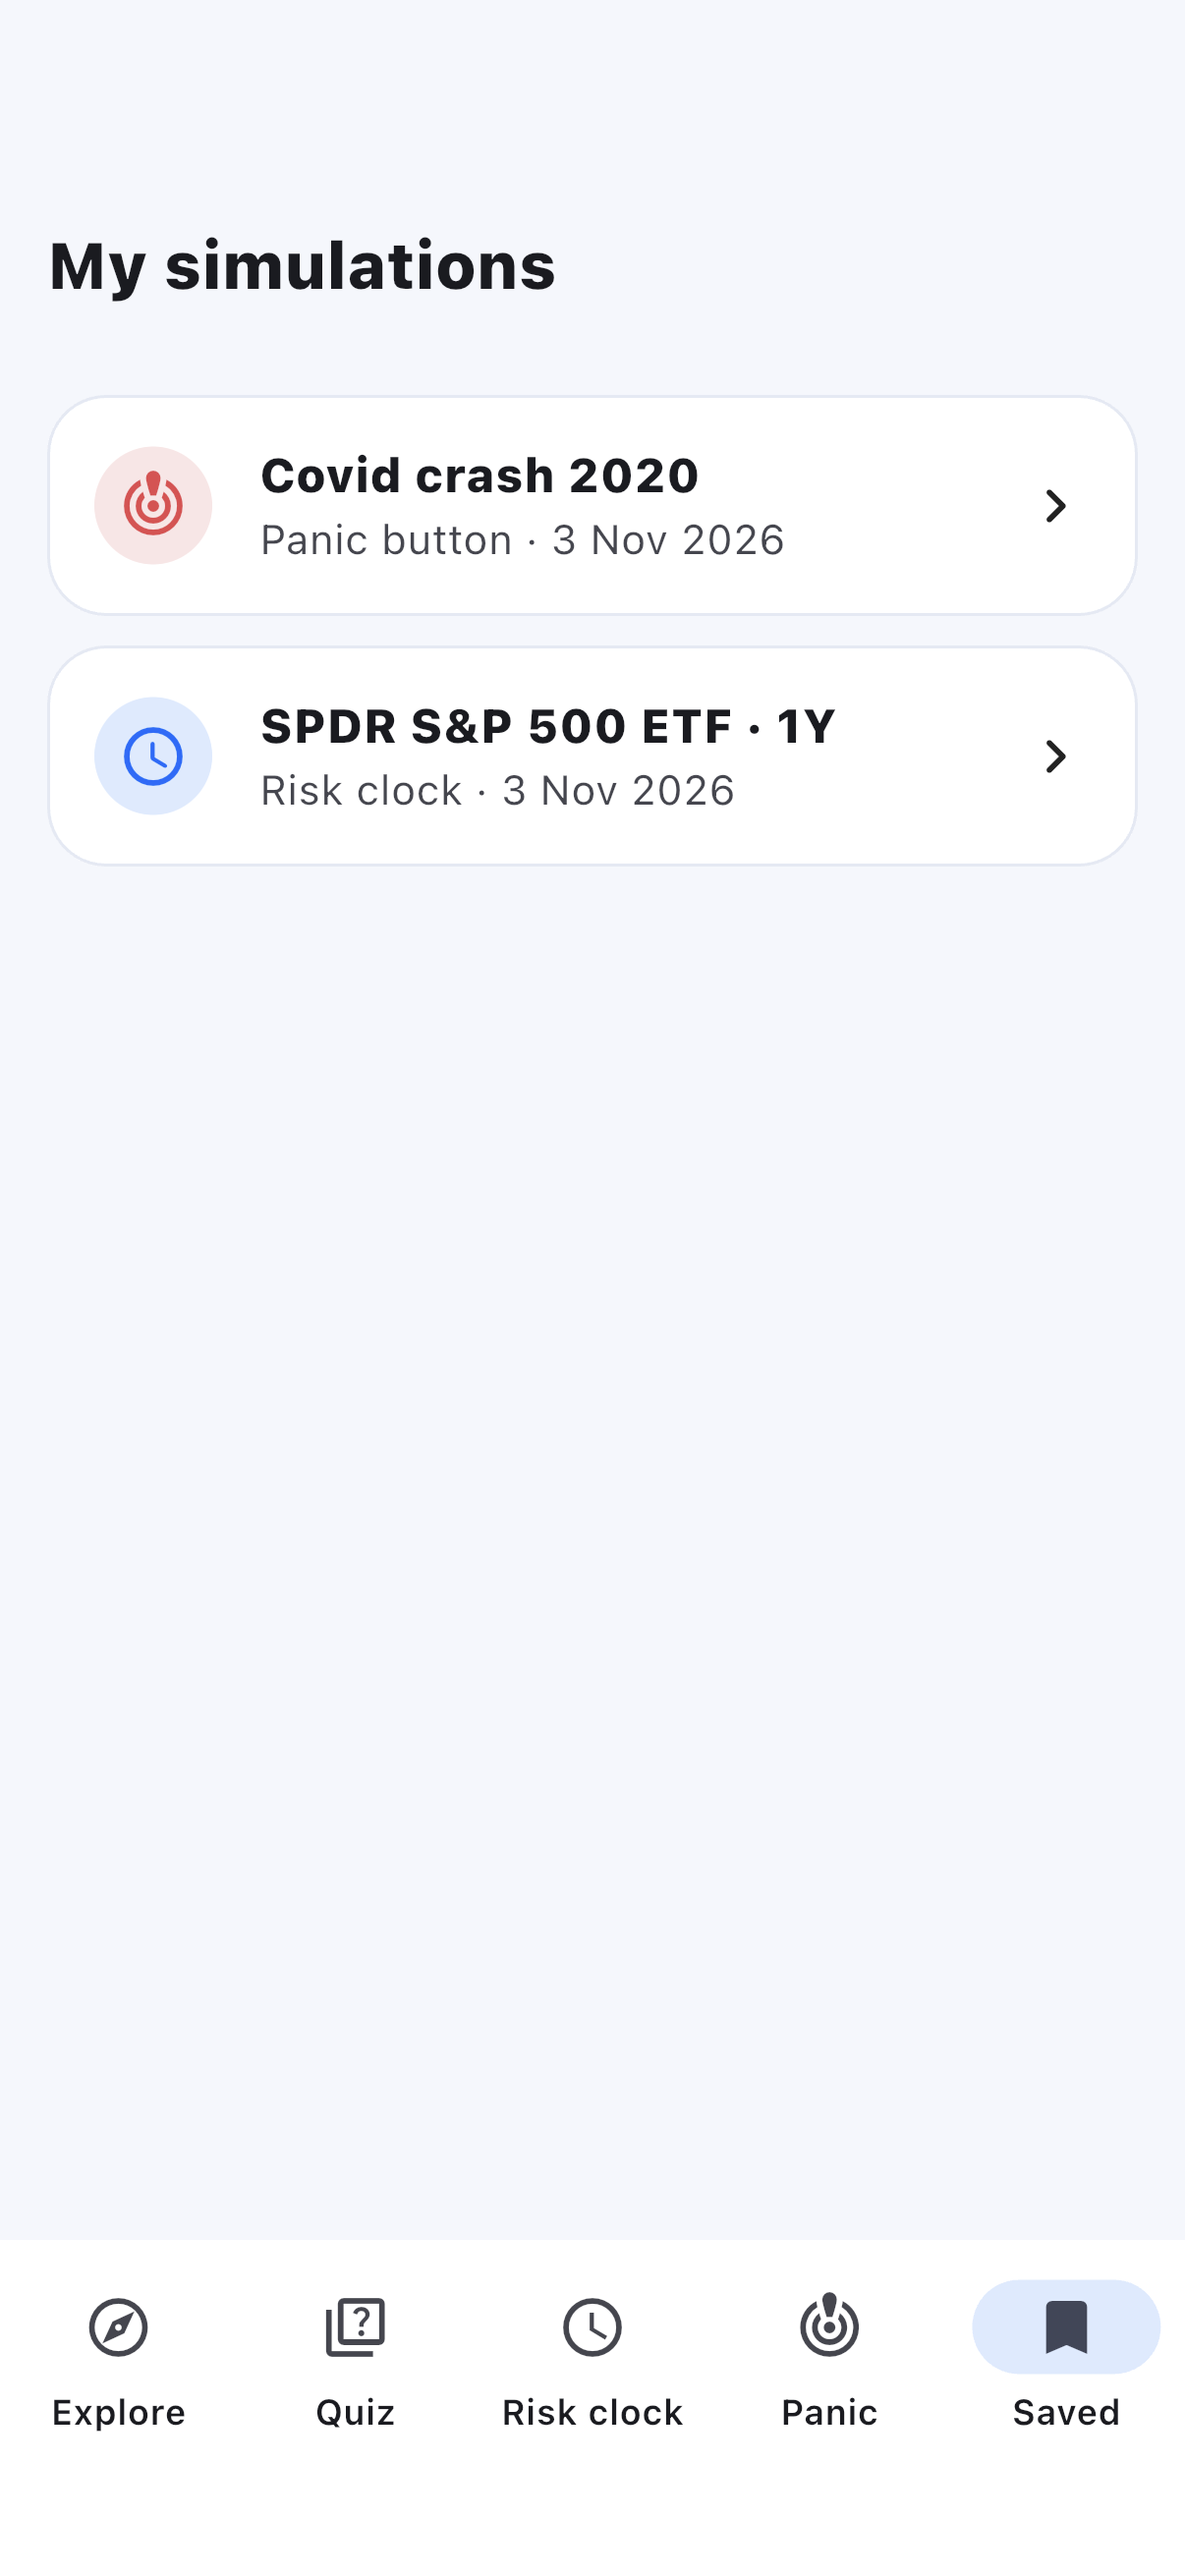 My simulations
Covid crash 2020
Panic button · 3 Nov 2026
SPDR S&P 500 ETF · 1Y
Risk clock · 3 Nov 2026
Explore
Quiz
Risk clock
Panic
Saved